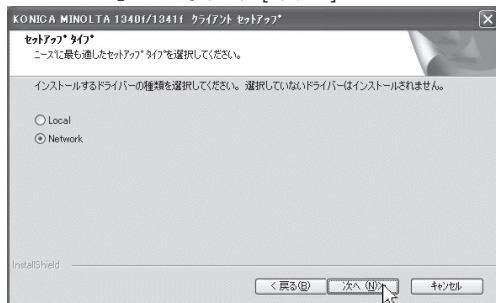 KONICA MINOLTA 1340f/1341f クライアント セットアップ
セットアップ タイプ
ニーズに最も適したセットアップ タイプを選択してください。
インストールするドライバーの種類を選択してください。選択していないドライバーはインストールされません。
Local
Network
InstallShield
< 戻る(B) 次へ (N)> キャンセル